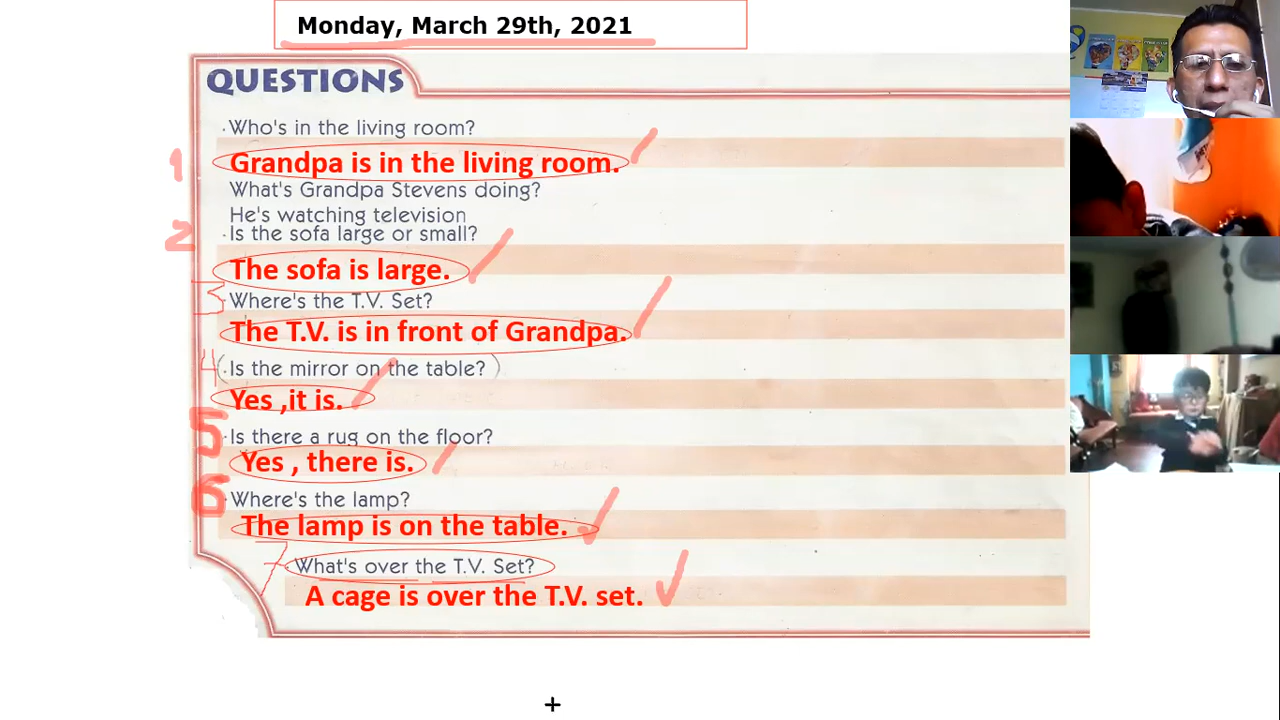 Monday, March 29th, 2021
QUESTIONS
·Who's in the living room?
1 Grandpa is in the living room.
What's Grandpa Stevens doing?
He's watching television
2 ·Is the sofa large or small?
The sofa is large.
3 ·Where's the T.V. Set?
The T.V. is in front of Grandpa.
4 (·Is the mirror on the table?)
Yes ,it is.
5 ·Is there a rug on the floor?
Yes , there is.
6 ·Where's the lamp?
The lamp is on the table.
7 What's over the T.V. Set?
A cage is over the T.V. set.